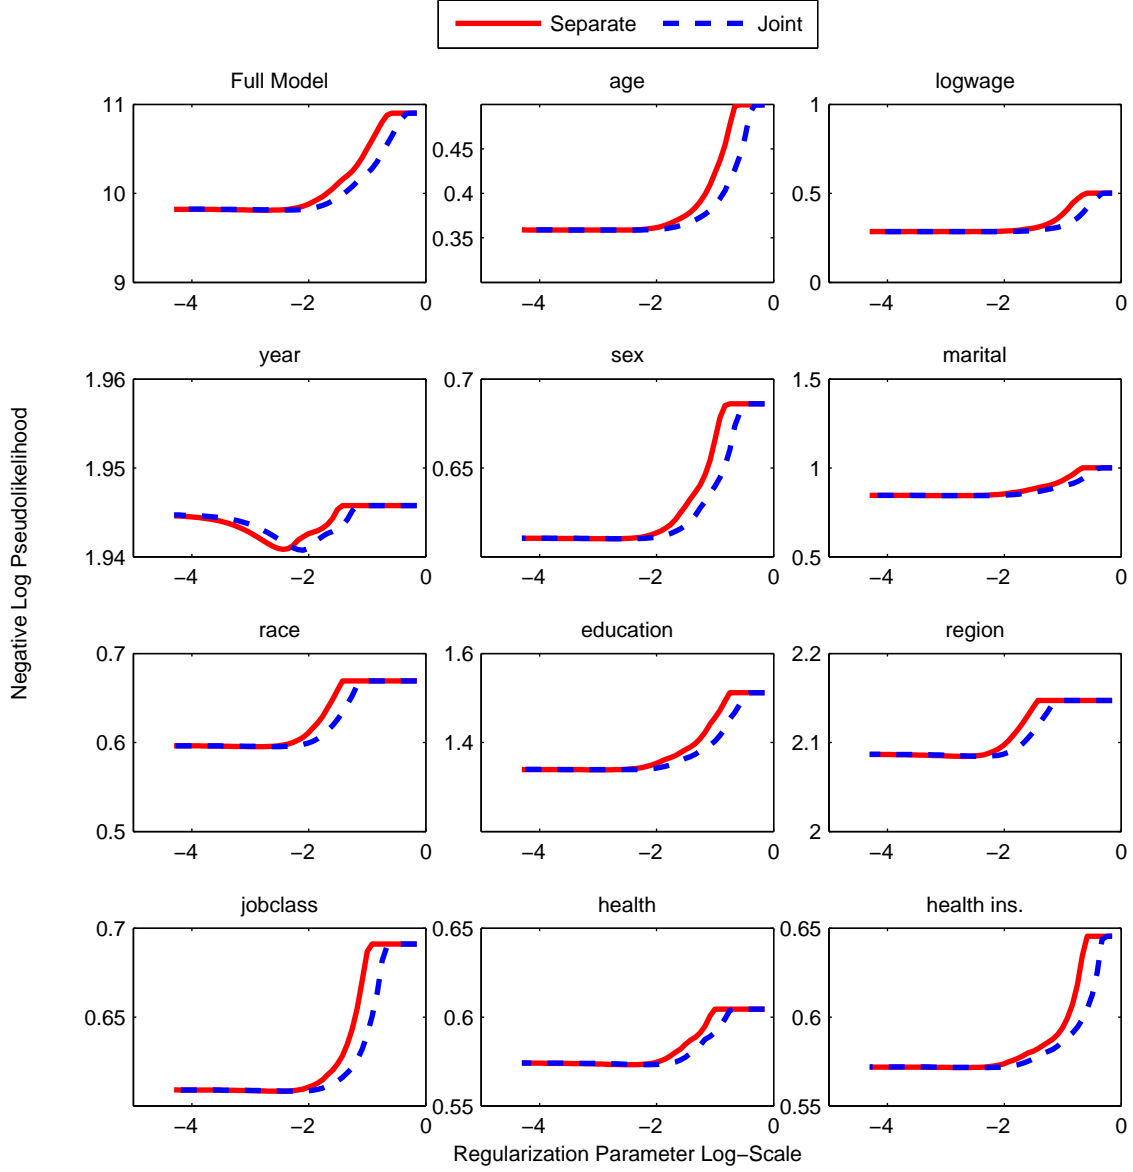 Separate Joint
Full Model age logwage
11 10 9 −4 −2 0
0.45 0.4 0.35 −4 −2 0
1 0.5 0 −4 −2 0
year sex marital
1.96 1.95 1.94 −4 −2 0
0.7 0.65 −4 −2 0
1.5 1 0.5 −4 −2 0
Negative Log Pseudolikelihood
race education region
0.7 0.6 0.5 −4 −2 0
1.6 1.4 −4 −2 0
2.2 2.1 2 −4 −2 0
jobclass health health ins.
0.7 0.65 −4 −2 0
0.65 0.6 0.55 −4 −2 0
0.65 0.6 0.55 −4 −2 0
Regularization Parameter Log−Scale